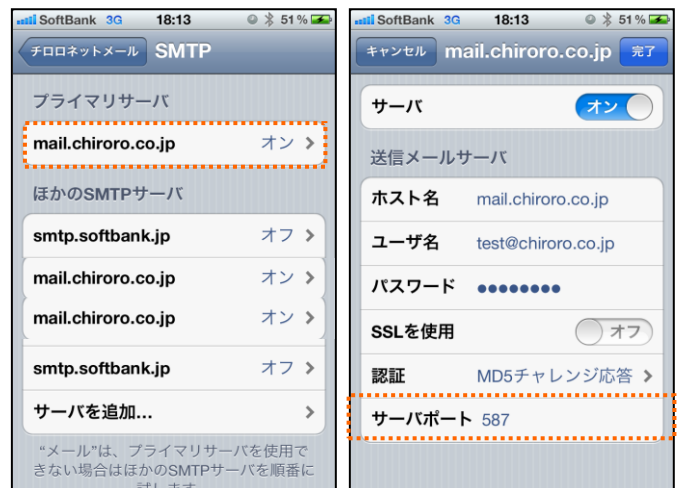 SoftBank 3G 18:13 51%
チロロネットメール SMTP
プライマリサーバ
mail.chiroro.co.jp オン
ほかのSMTPサーバ
smtp.softbank.jp オフ
mail.chiroro.co.jp オン
mail.chiroro.co.jp オン
smtp.softbank.jp オフ
サーバを追加...
“メール”は、プライマリサーバを使用で
きない場合はほかのSMTPサーバを順番に
SoftBank 3G 18:13 51%
キャンセル mail.chiroro.co.jp 完了
サーバ オン
送信メールサーバ
ホスト名 mail.chiroro.co.jp
ユーザ名 test@chiroro.co.jp
パスワード ●●●●●●●●
SSLを使用 オフ
認証 MD5チャレンジ応答
サーバポート 587